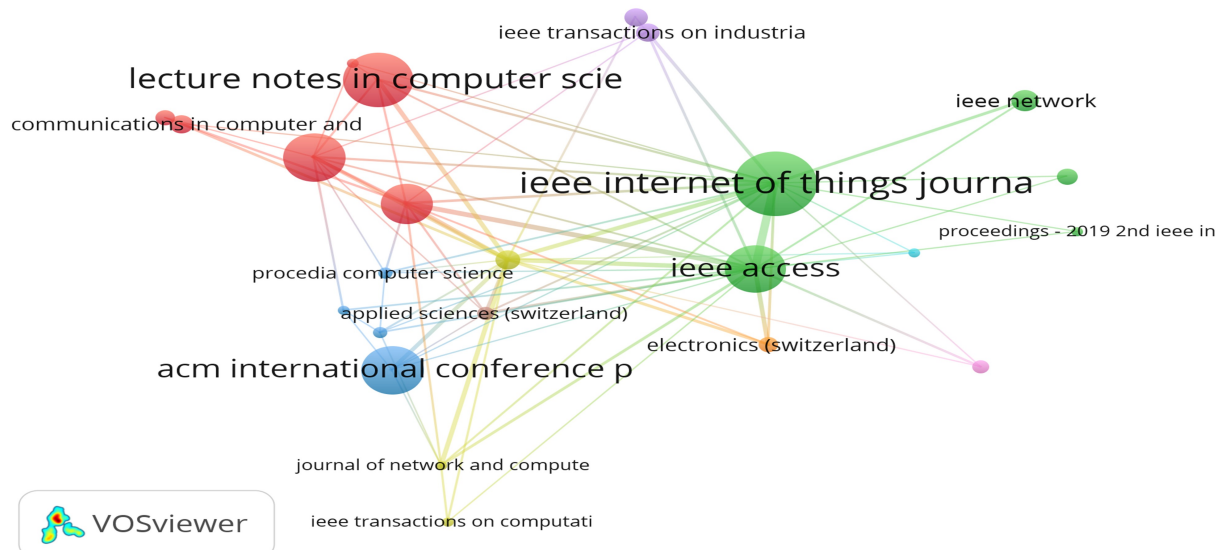 ieee transactions on industria
lecture notes in computer scie
ieee network
communications in computer and
ieee internet of things journa
proceedings - 2019 2nd ieee in
ieee access
procedia computer science
applied sciences (switzerland)
electronics (switzerland)
acm international conference p
journal of network and compute
ieee transactions on computati
VOSviewer